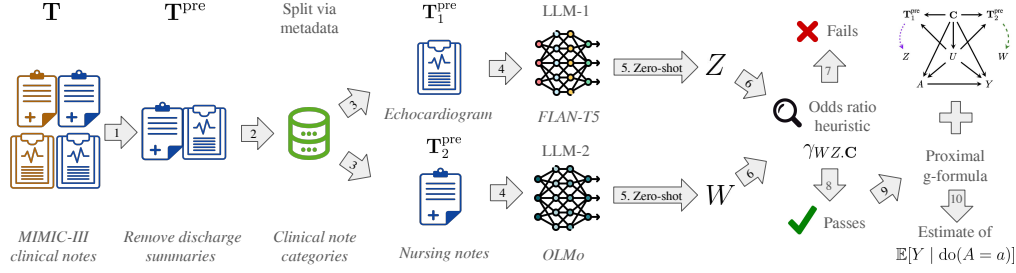 T
MIMIC-III
clinical notes
1
T^pre
Remove discharge
summaries
2
Split via
metadata
Clinical note
categories
3
3
T_1^pre
Echocardiogram
T_2^pre
Nursing notes
4
4
LLM-1
FLAN-T5
LLM-2
OLMo
5. Zero-shot
5. Zero-shot
Z
W
6
6
Fails
7
Odds ratio
heuristic
γ_{WZ.C}
8
Passes
9
T_1^pre
C
T_2^pre
Z
U
W
A
Y
Proximal
g-formula
10
Estimate of
𝔼[Y | do(A = a)]